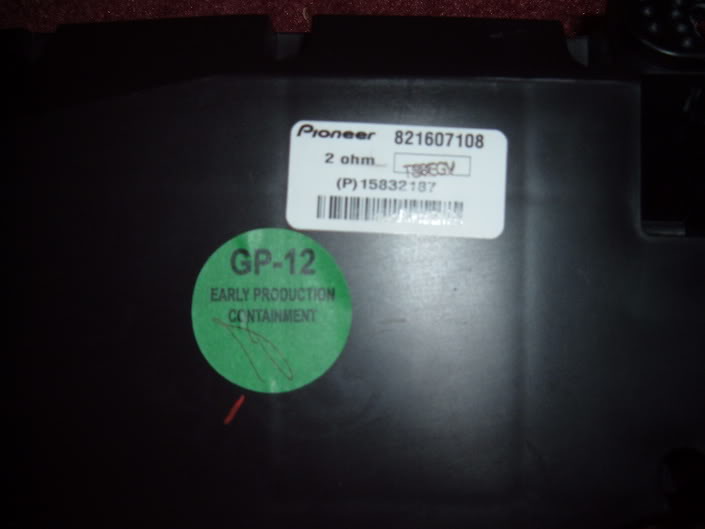 Pioneer 821607108
2 ohm
(P)15832187
GP-12
EARLY PRODUCTION
CONTAINMENT